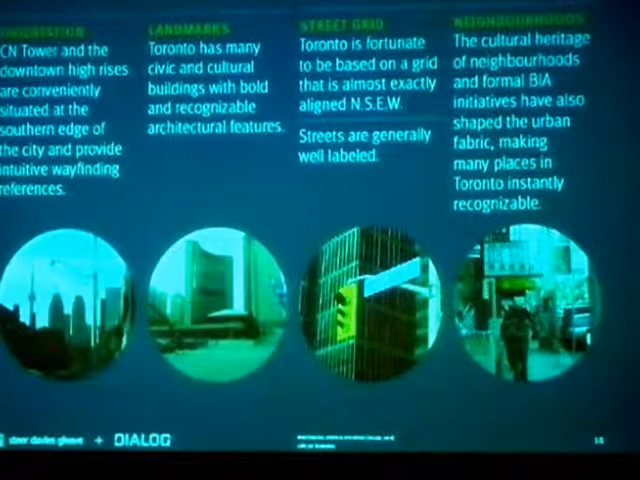 ORIENTATION
CN Tower and the
downtown high rises
are conveniently
situated at the
southern edge of
the city and provide
intuitive wayfinding
references.
LANDMARKS
Toronto has many
civic and cultural
buildings with bold
and recognizable
architectural features.
STREET GRID
Toronto is fortunate
to be based on a grid
that is almost exactly
aligned N.S.E.W.
Streets are generally
well labeled.
NEIGHBOURHOODS
The cultural heritage
of neighbourhoods
and formal BIA
initiatives have also
shaped the urban
fabric, making
many places in
Toronto instantly
recognizable.
steer davies gleave + DIALOG